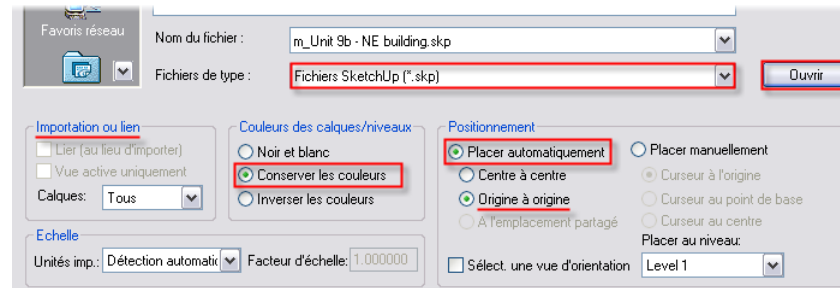 Favoris réseau
Nom du fichier :
m_Unit 9b - NE building.skp
Fichiers de type :
Fichiers SketchUp (*.skp)
Ouvrir
Importation ou lien
Lier (au lieu d'importer)
Vue active uniquement
Calques:
Tous
Couleurs des calques/niveaux
Noir et blanc
Conserver les couleurs
Inverser les couleurs
Positionnement
Placer automatiquement
Centre à centre
Origine à origine
A l'emplacement partagé
Placer manuellement
Curseur à l'origine
Curseur au point de base
Curseur au centre
Placer au niveau:
Echelle
Unités imp.:
Détection automatic
Facteur d'échelle:
1.000000
Sélect. une vue d'orientation
Level 1